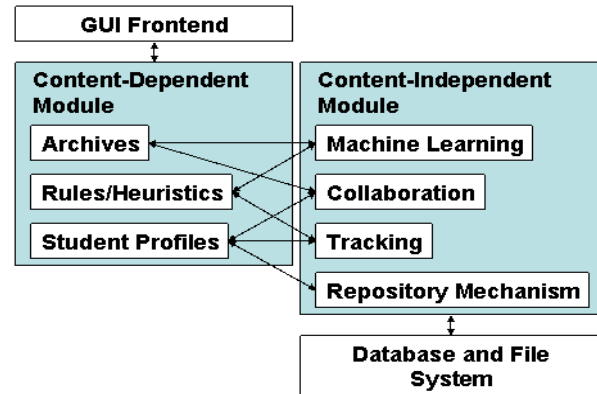 GUI Frontend
Content-Dependent
Module
Archives
Rules/Heuristics
Student Profiles
Content-Independent
Module
Machine Learning
Collaboration
Tracking
Repository Mechanism
Database and File
System